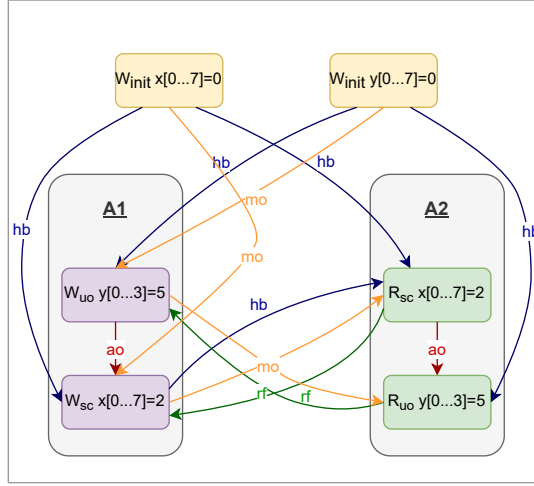 W_init x[0...7]=0
W_init y[0...7]=0
hb
hb
mo
hb
hb
mo
A1
A2
W_uo y[0...3]=5
R_sc x[0...7]=2
hb
ao
ao
mo
W_sc x[0...7]=2
rf
rf
R_uo y[0...3]=5